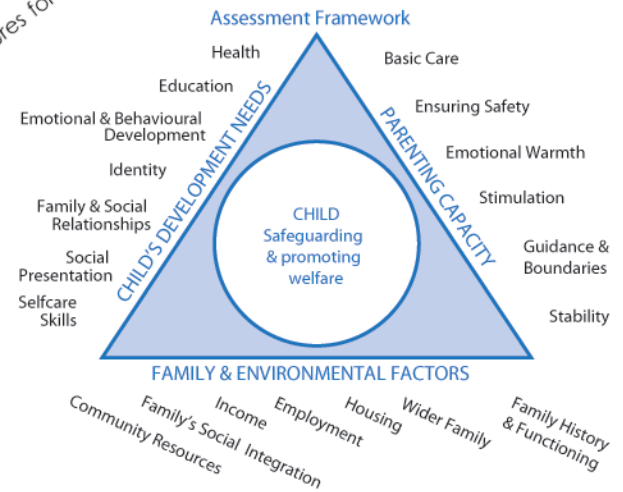 res for
Assessment Framework
Health
Education
Emotional & Behavioural
Development
Identity
Family & Social
Relationships
Social
Presentation
Selfcare
Skills
CHILD'S DEVELOPMENT NEEDS
CHILD
Safeguarding
& promoting
welfare
PARENTING CAPACITY
Basic Care
Ensuring Safety
Emotional Warmth
Stimulation
Guidance &
Boundaries
Stability
FAMILY & ENVIRONMENTAL FACTORS
Community Resources
Family's Social Integration
Income
Employment
Housing
Wider Family
Family History
& Functioning